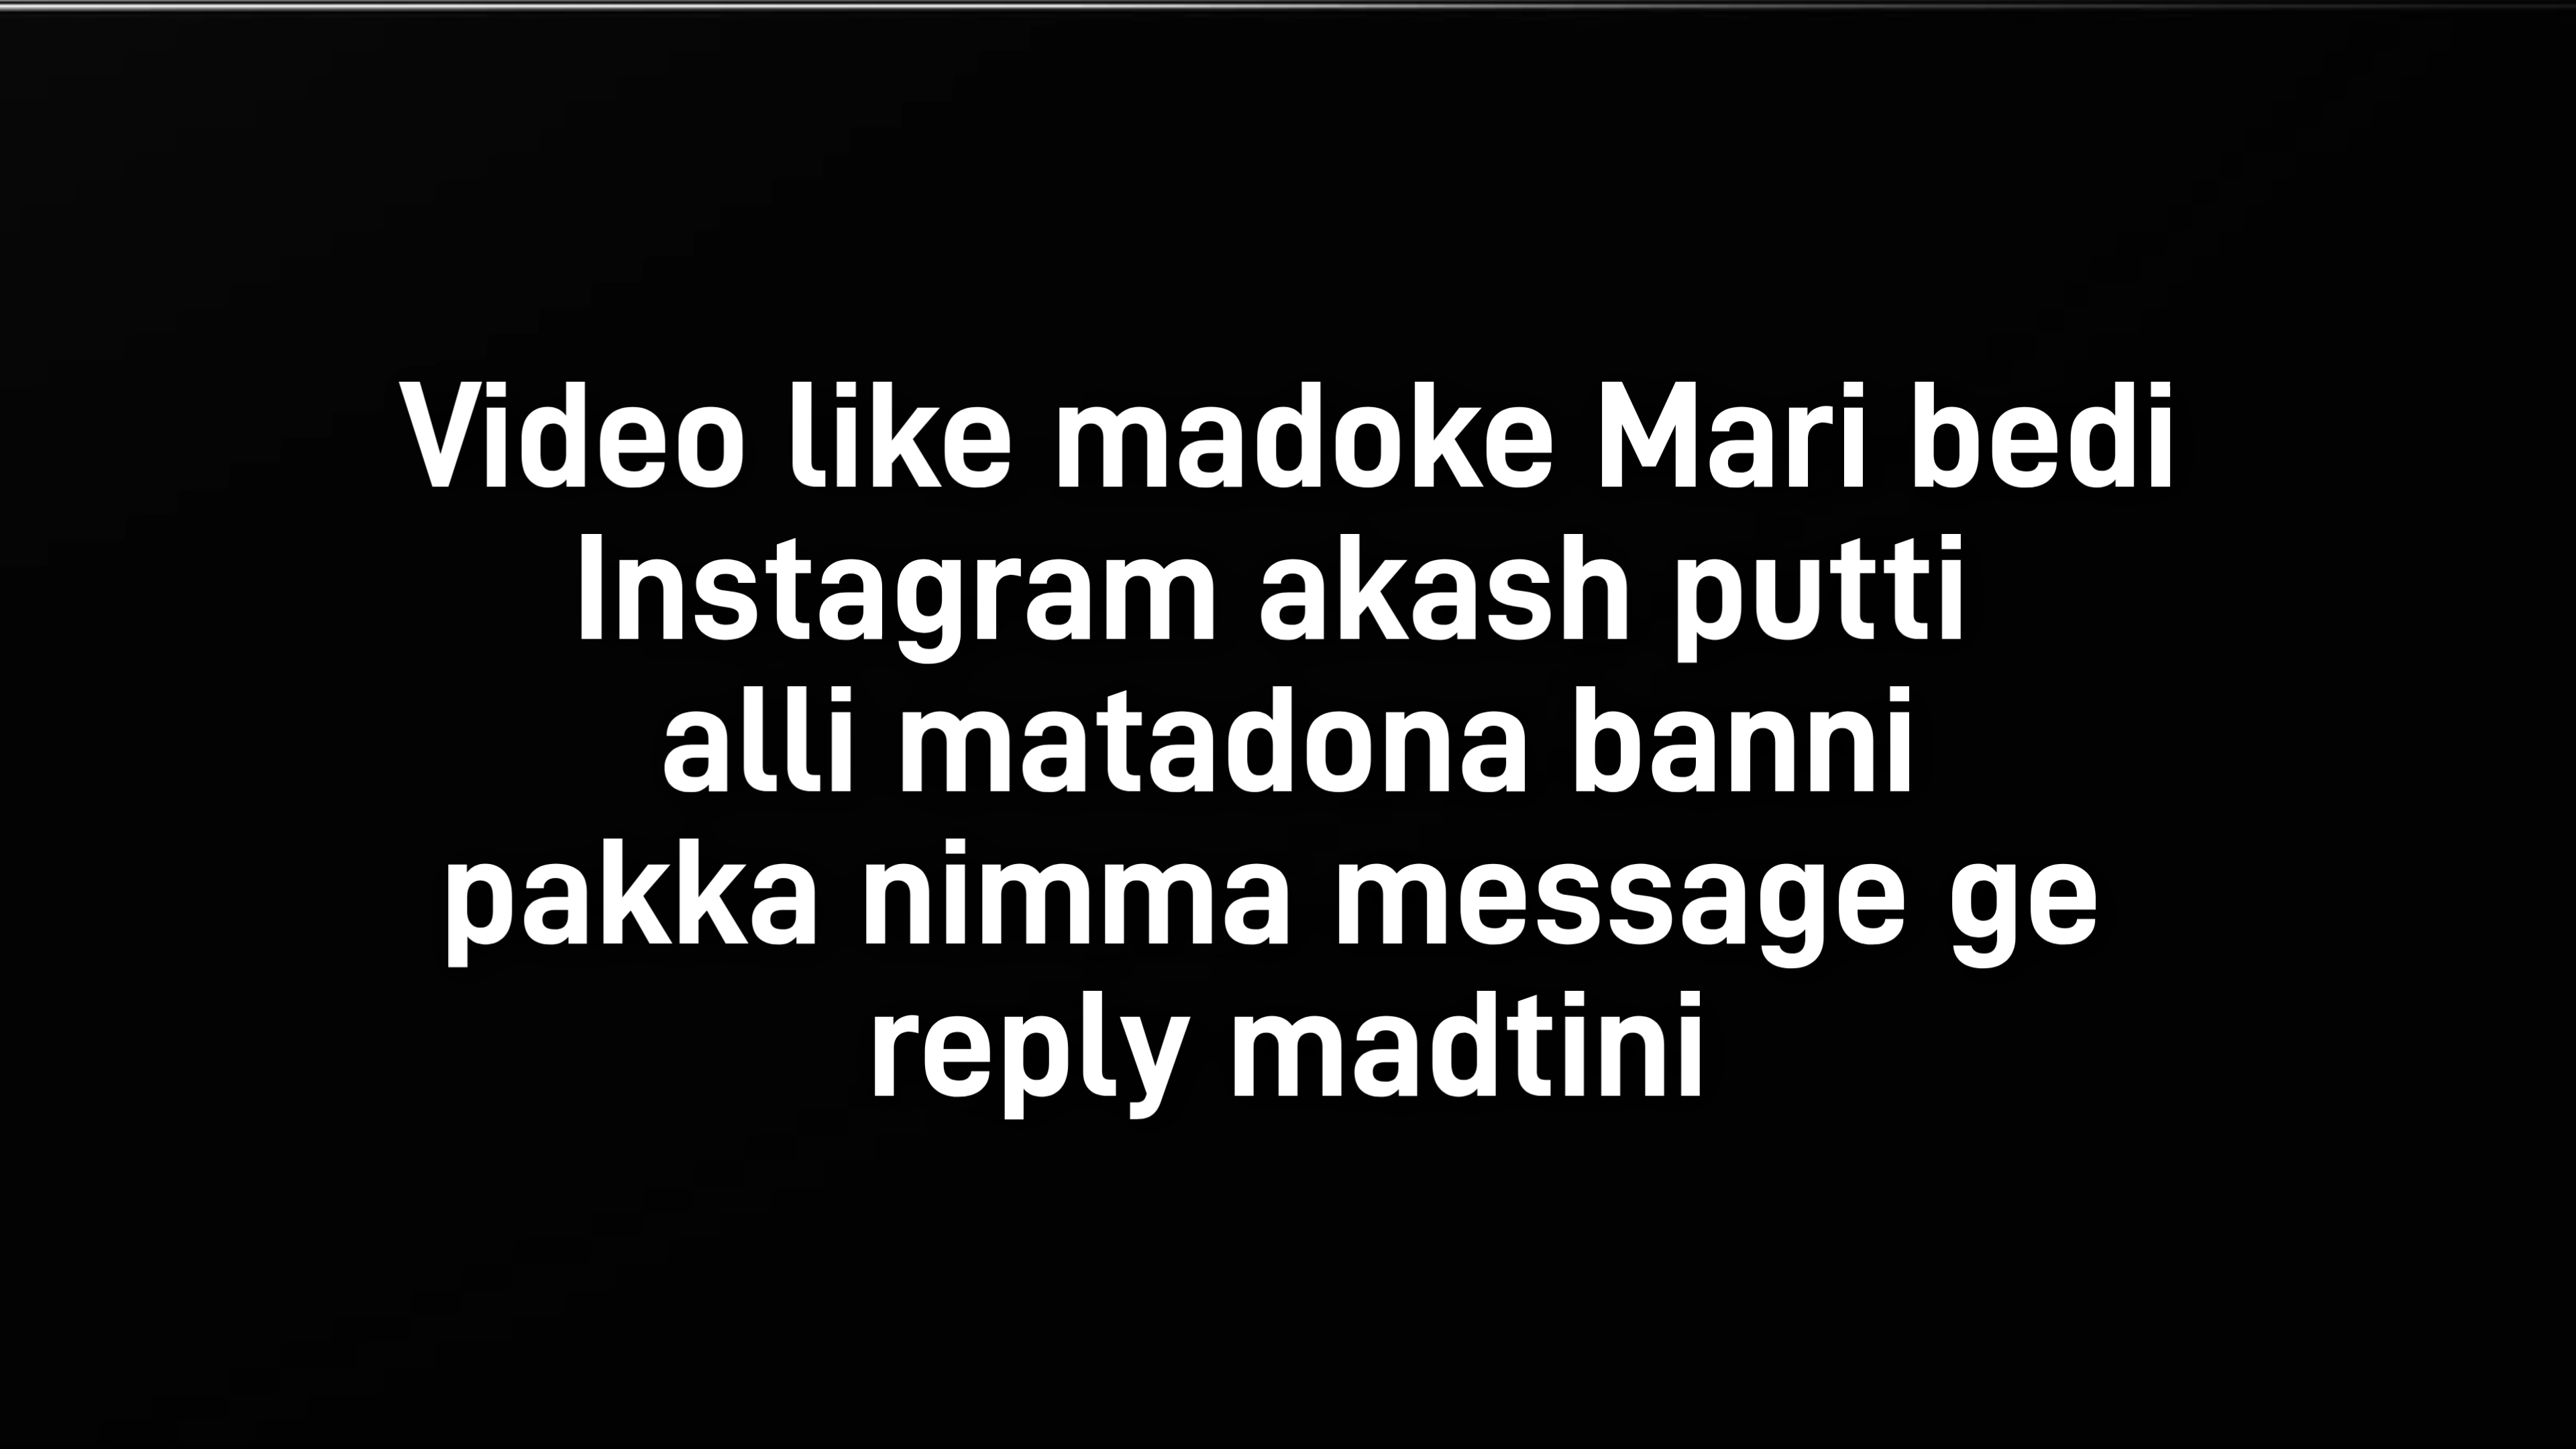 Video like madoke Mari bedi
Instagram akash putti
alli matadona banni
pakka nimma message ge
reply madtini